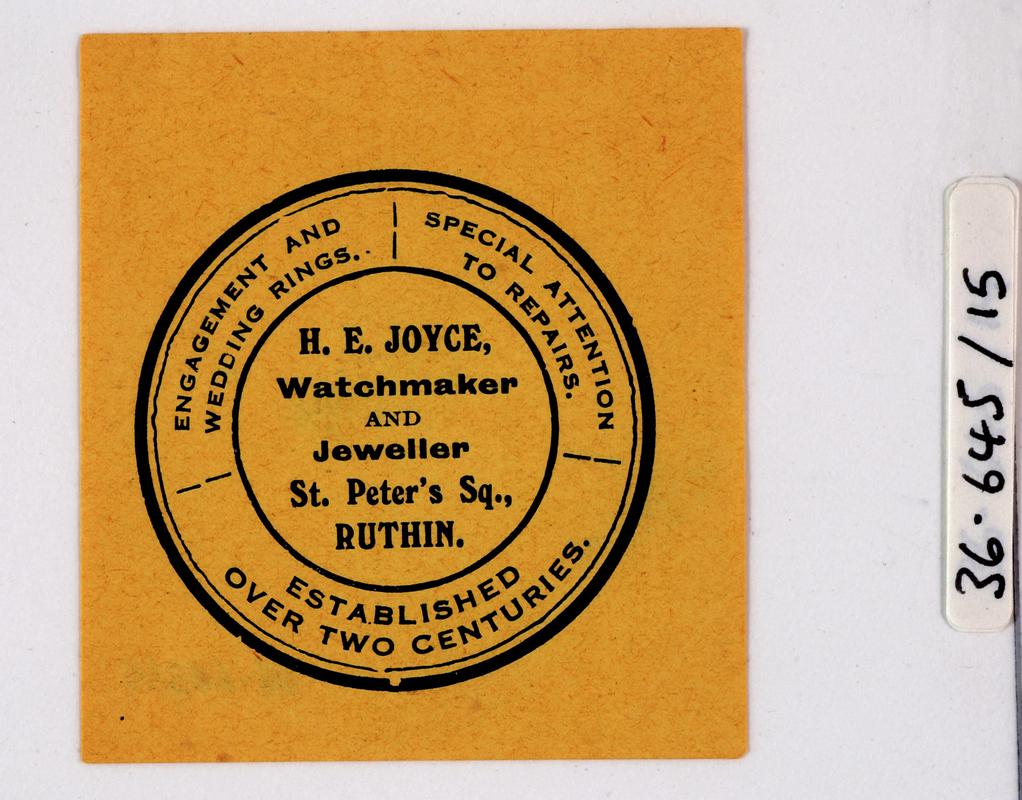 ENGAGEMENT AND
WEDDING RINGS.
SPECIAL ATTENTION
TO REPAIRS.
H. E. JOYCE,
Watchmaker
AND
Jeweller
St. Peter's Sq.,
RUTHIN.
ESTABLISHED
OVER TWO CENTURIES.
36.645/15